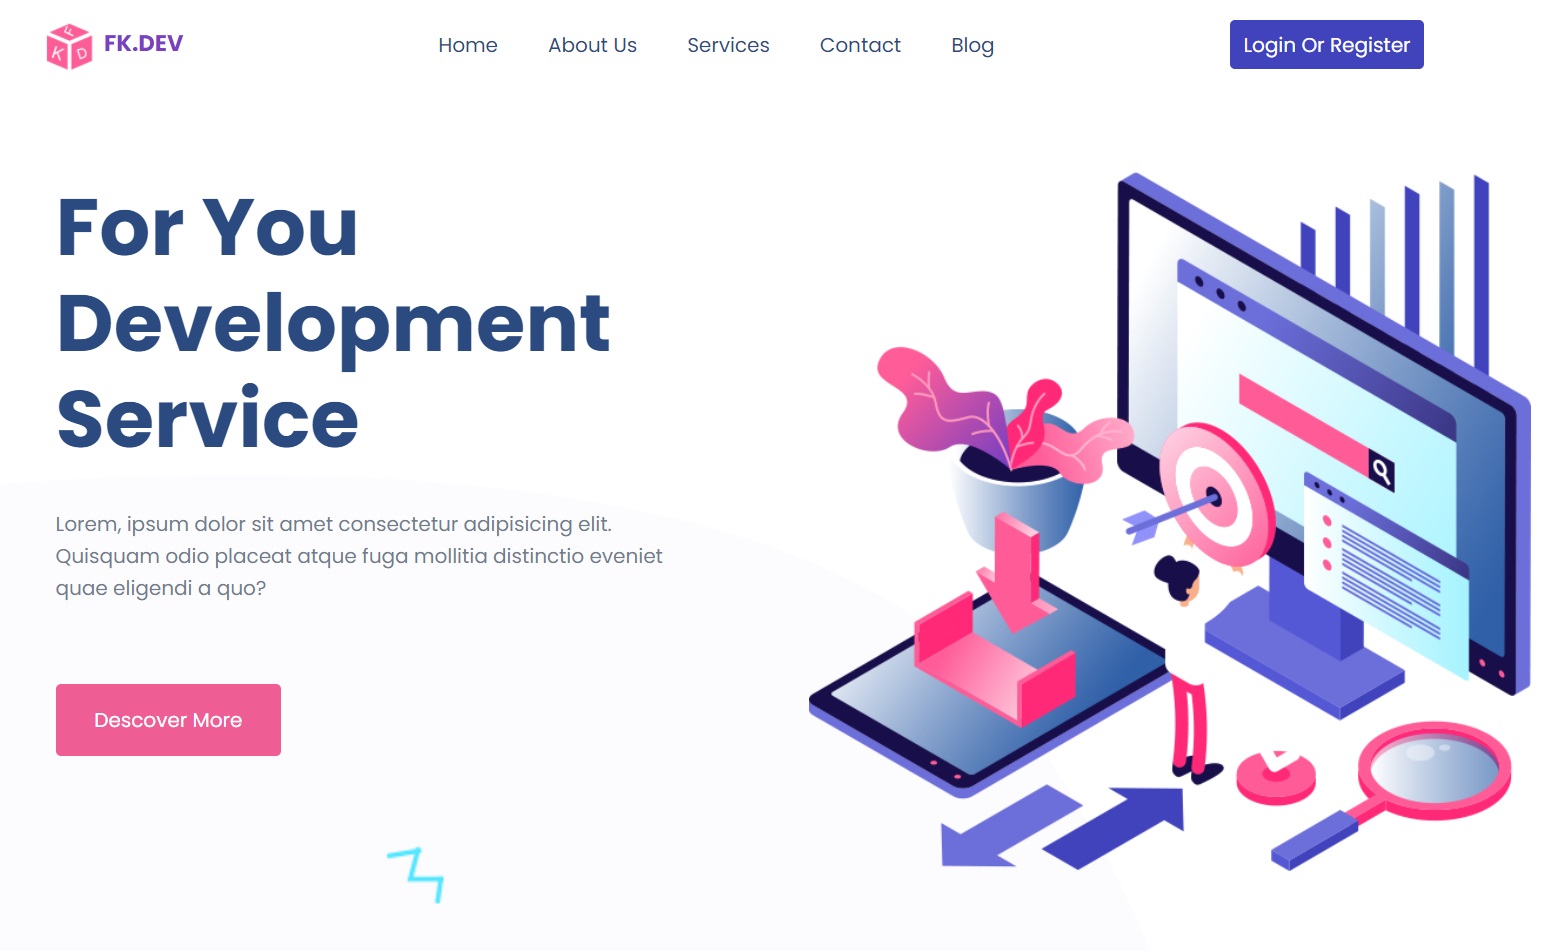 FK.DEV
F
K D
Home About Us Services Contact Blog
Login Or Register
For You
Development
Service
Lorem, ipsum dolor sit amet consectetur adipisicing elit.
Quisquam odio placeat atque fuga mollitia distinctio eveniet
quae eligendi a quo?
Descover More